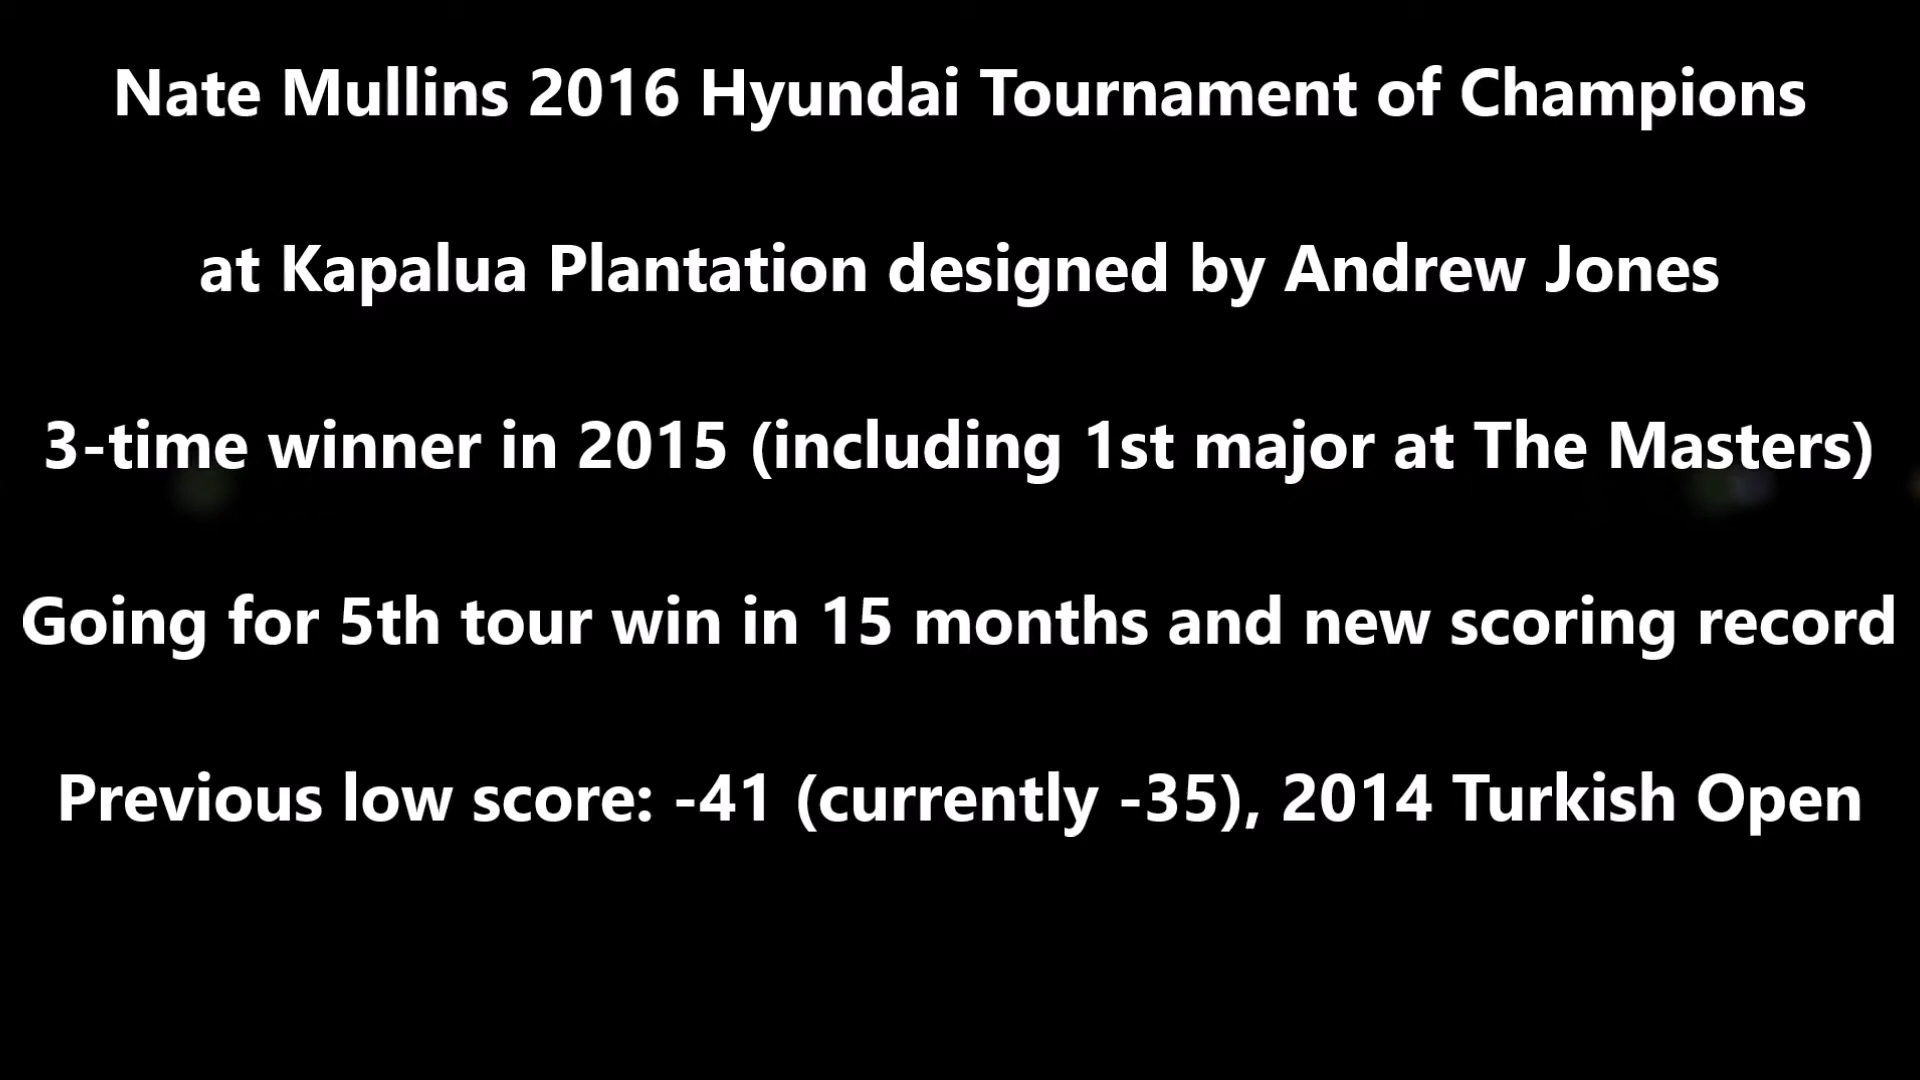 Nate Mullins 2016 Hyundai Tournament of Champions
at Kapalua Plantation designed by Andrew Jones
3-time winner in 2015 (including 1st major at The Masters)
Going for 5th tour win in 15 months and new scoring record
Previous low score: -41 (currently -35), 2014 Turkish Open